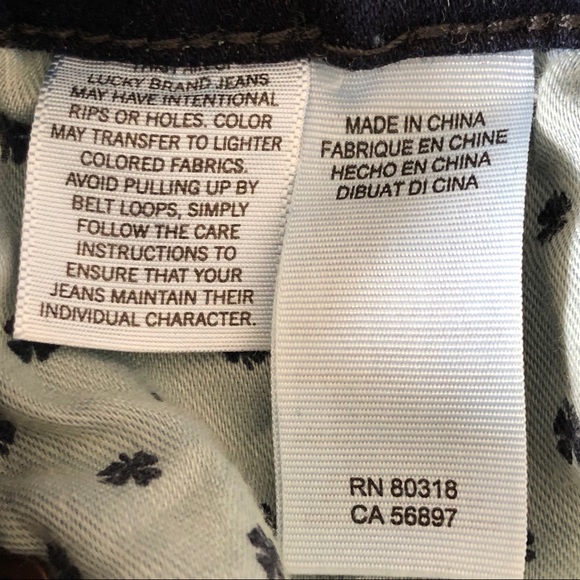 LUCKY BRAND JEANS
MAY HAVE INTENTIONAL
RIPS OR HOLES. COLOR
MAY TRANSFER TO LIGHTER
COLORED FABRICS.
AVOID PULLING UP BY
BELT LOOPS, SIMPLY
FOLLOW THE CARE
INSTRUCTIONS TO
ENSURE THAT YOUR
JEANS MAINTAIN THEIR
INDIVIDUAL CHARACTER.
MADE IN CHINA
FABRIQUE EN CHINE
HECHO EN CHINA
DIBUAT DI CINA
RN 80318
CA 56897